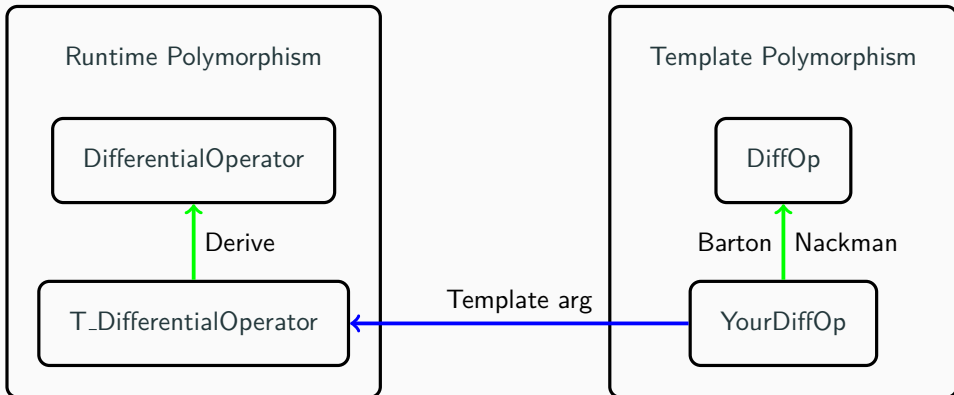 Runtime Polymorphism
DifferentialOperator
Derive
T_DifferentialOperator
Template arg
Template Polymorphism
DiffOp
Barton Nackman
YourDiffOp